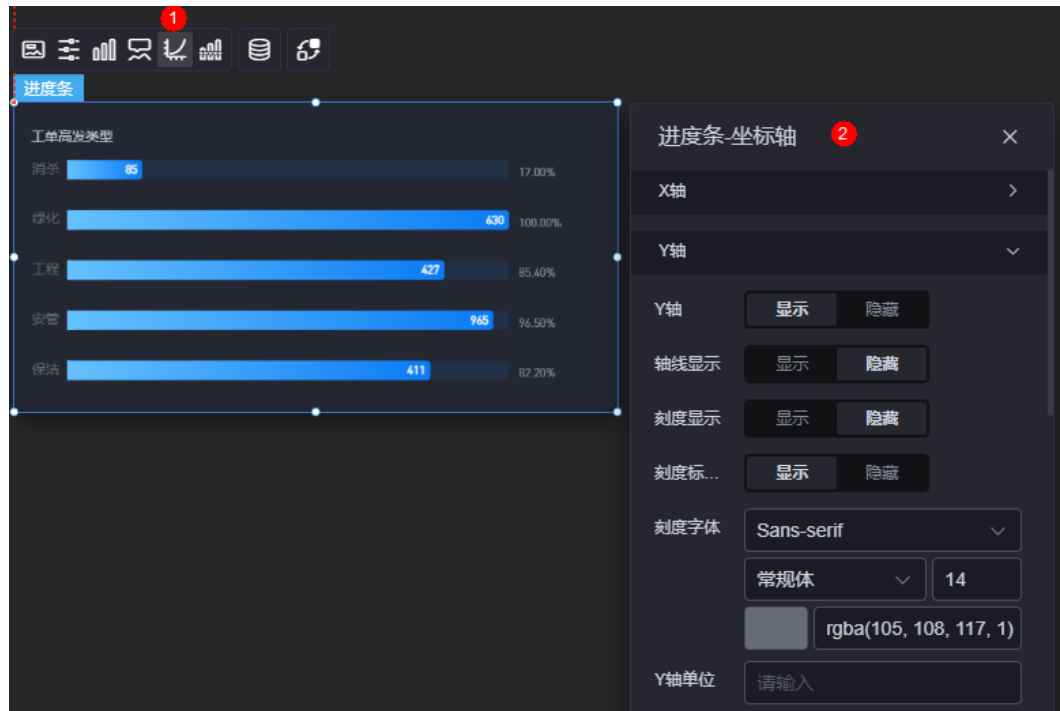 1
进度条
工单高发类型
消杀 85 17.00%
绿化 630 100.00%
工程 427 85.40%
安管 965 96.50%
保洁 411 82.20%
进度条-坐标轴 2
X轴
Y轴
Y轴 显示 隐藏
轴线显示 显示 隐藏
刻度显示 显示 隐藏
刻度标... 显示 隐藏
刻度字体 Sans-serif
常规体 14
rgba(105, 108, 117, 1)
Y轴单位 请输入